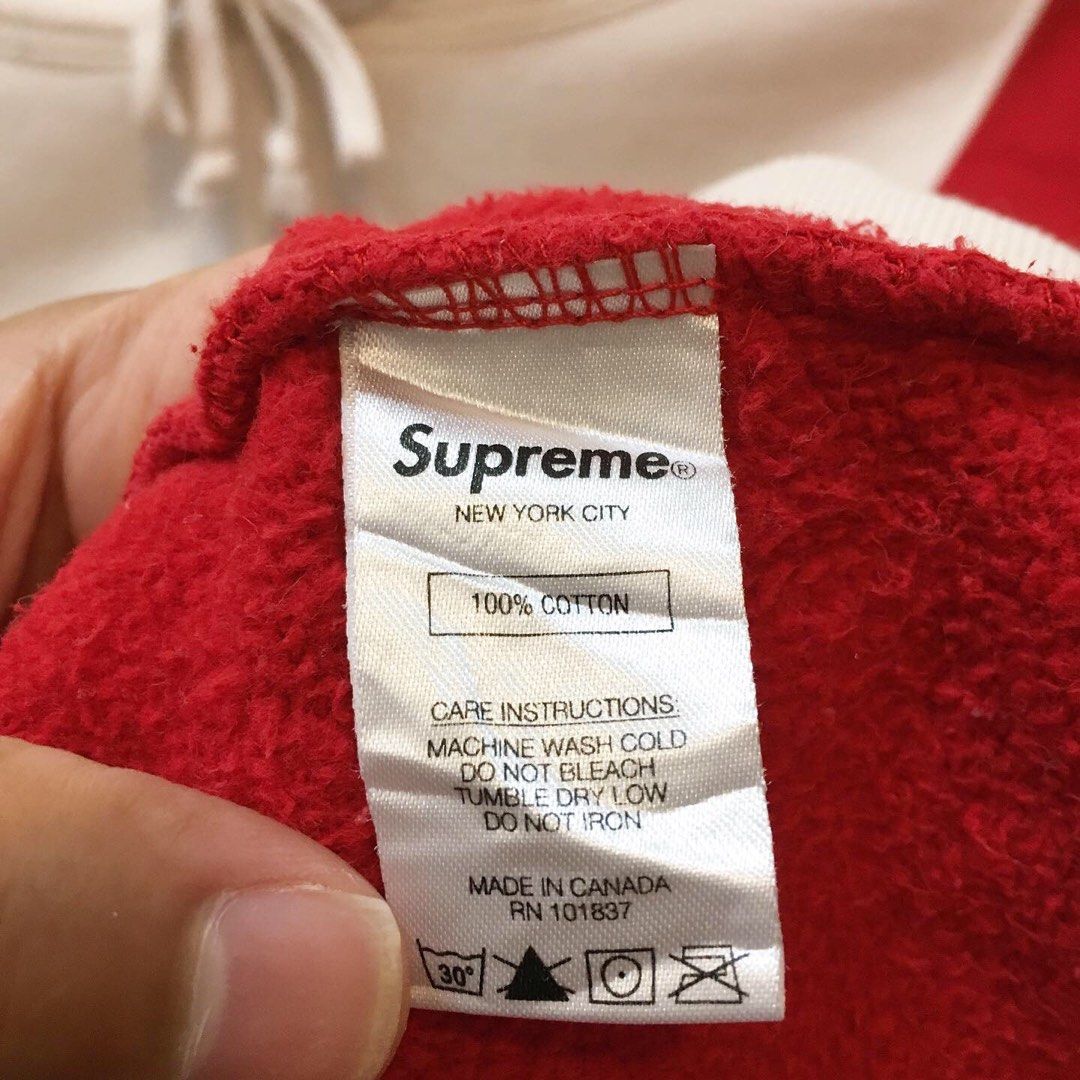 Supreme®
NEW YORK CITY
100% COTTON
CARE INSTRUCTIONS:
MACHINE WASH COLD
DO NOT BLEACH
TUMBLE DRY LOW
DO NOT IRON
MADE IN CANADA
RN 101837
30°